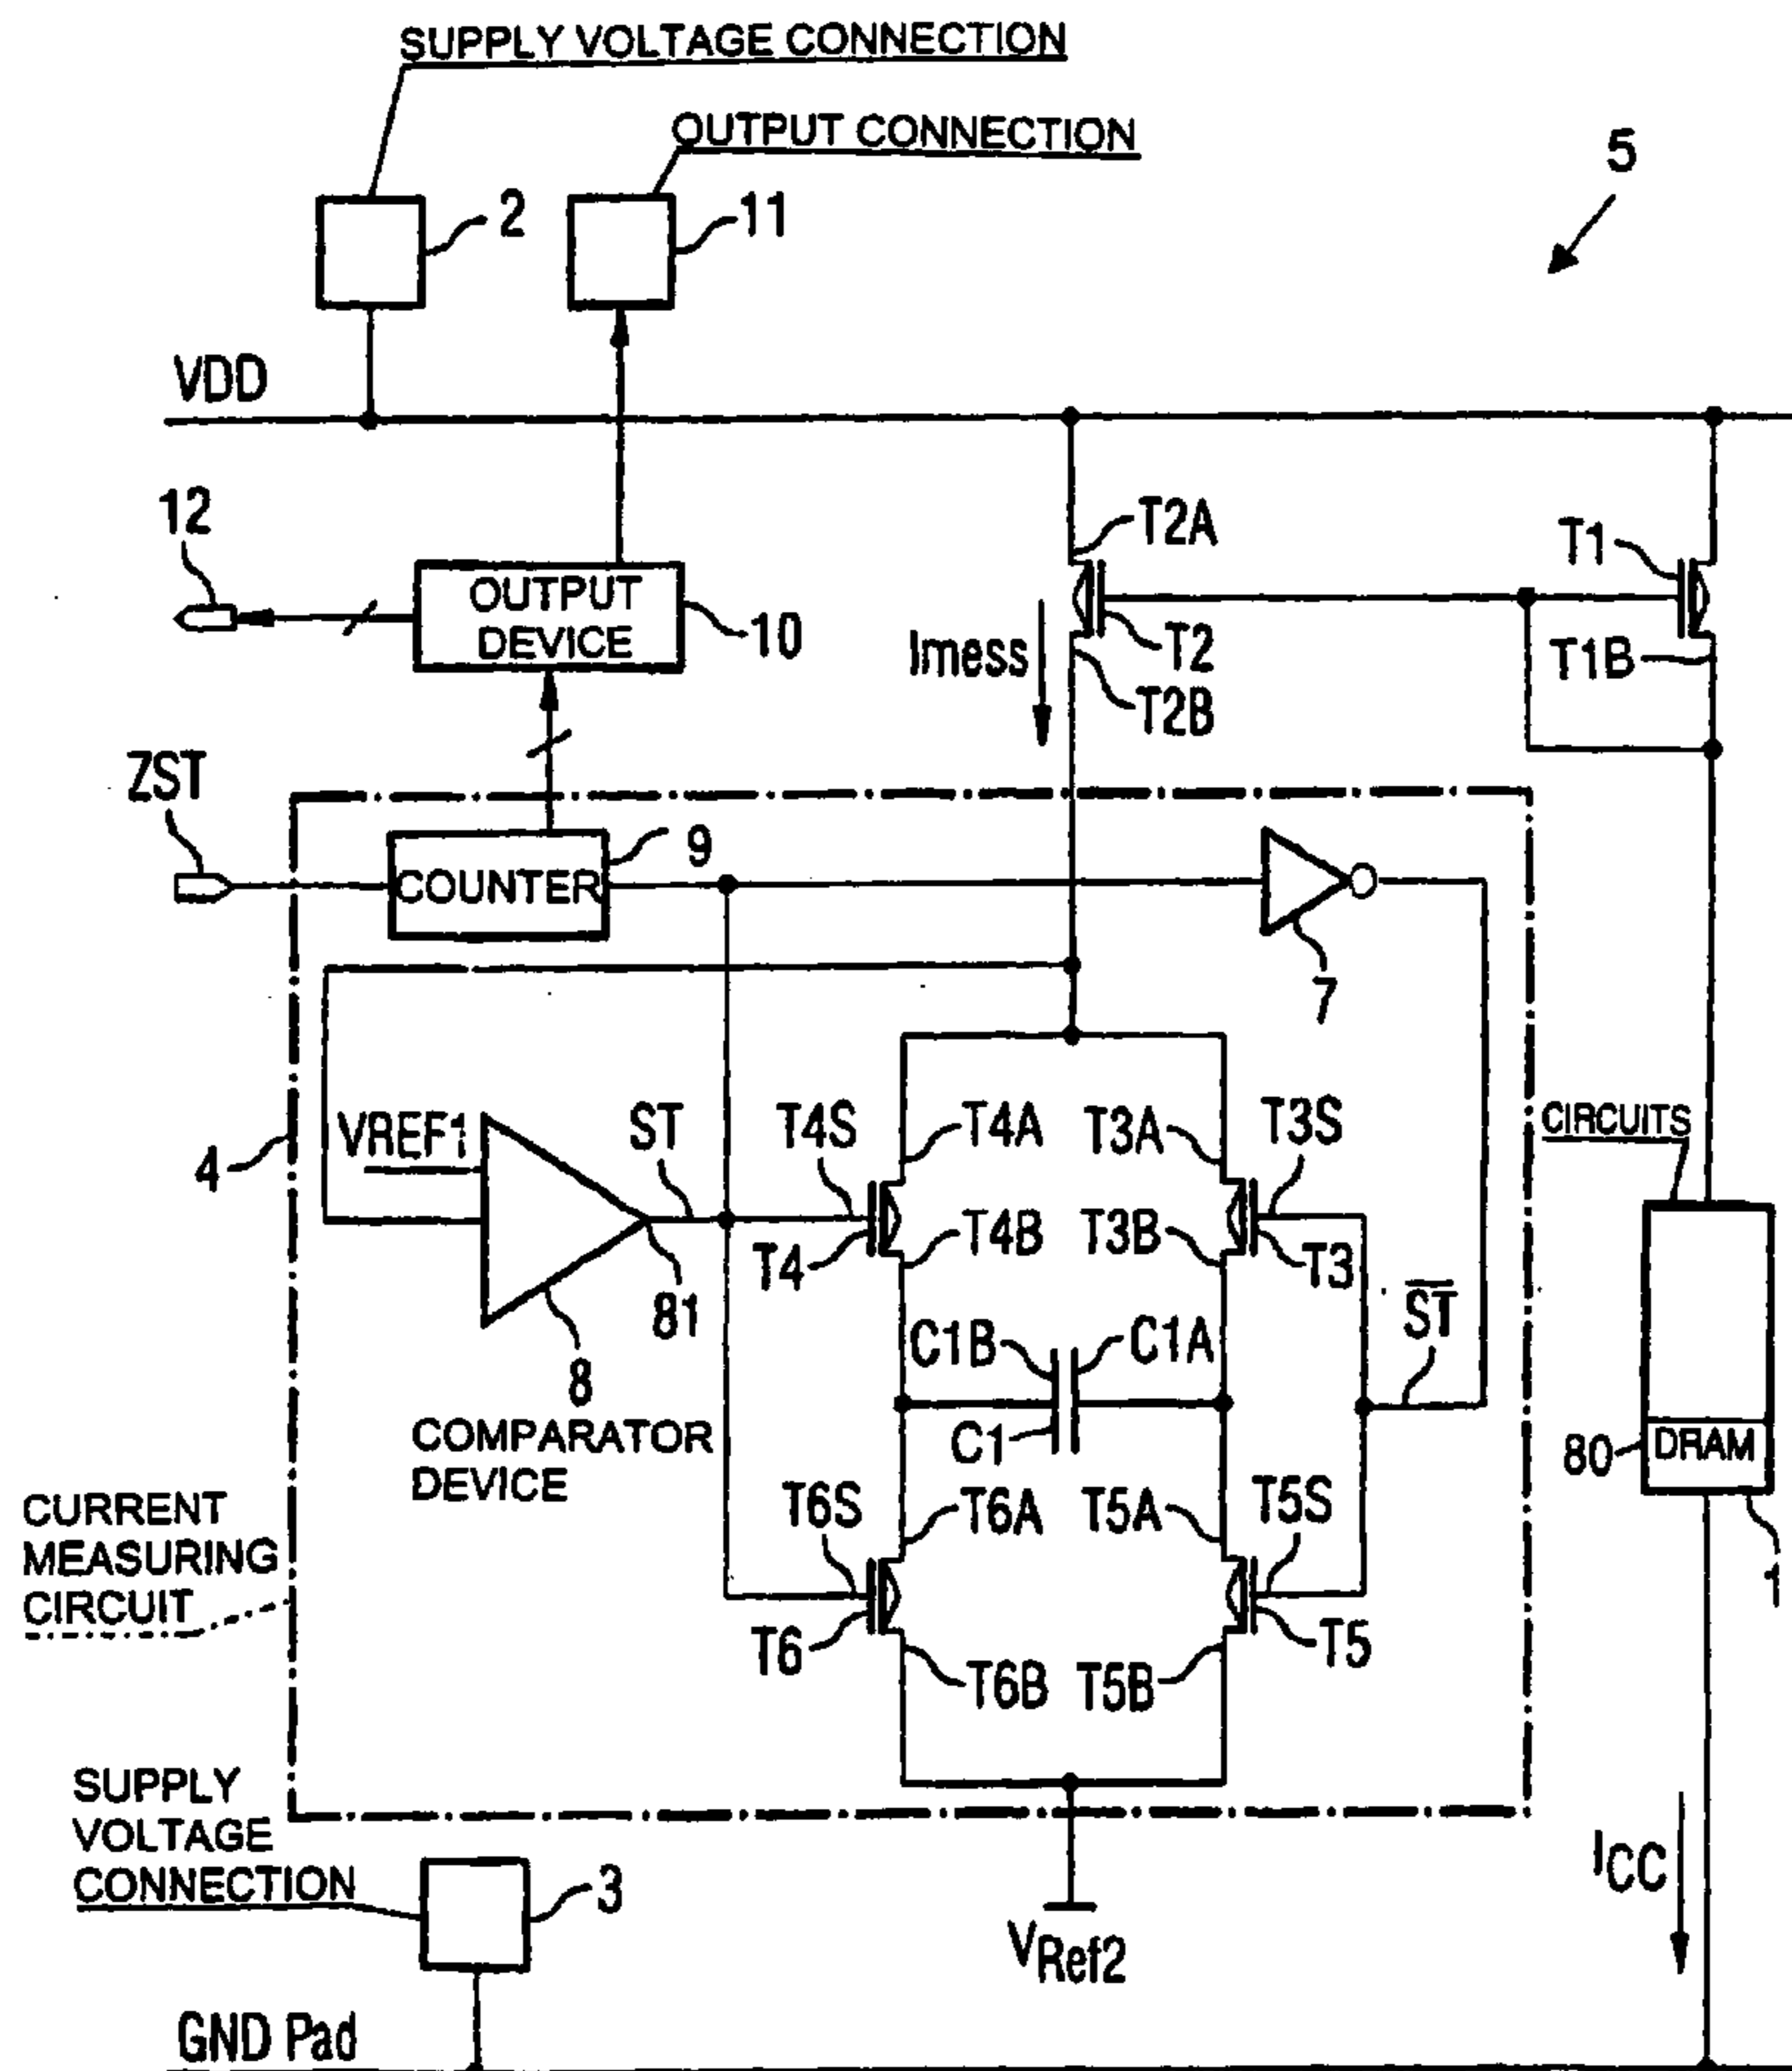 SUPPLY VOLTAGE CONNECTION
OUTPUT CONNECTION
5
2
11
VDD
12
T2A
T1
OUTPUT
DEVICE
10
Imess
T2
T1B
T2B
ZST
9
COUNTER
7
4
VREF1
ST
T4S
T4A
T3A
T3S
CIRCUITS
T4
T4B
T3B
T3
81
S̅T̅
8
C1B
C1A
COMPARATOR
DEVICE
C1
80
DRAM
CURRENT
MEASURING
CIRCUIT
T6S
T6A
T5A
T5S
1
T6
T5
T6B
T5B
SUPPLY
VOLTAGE
CONNECTION
3
ICC
VRef2
GND Pad